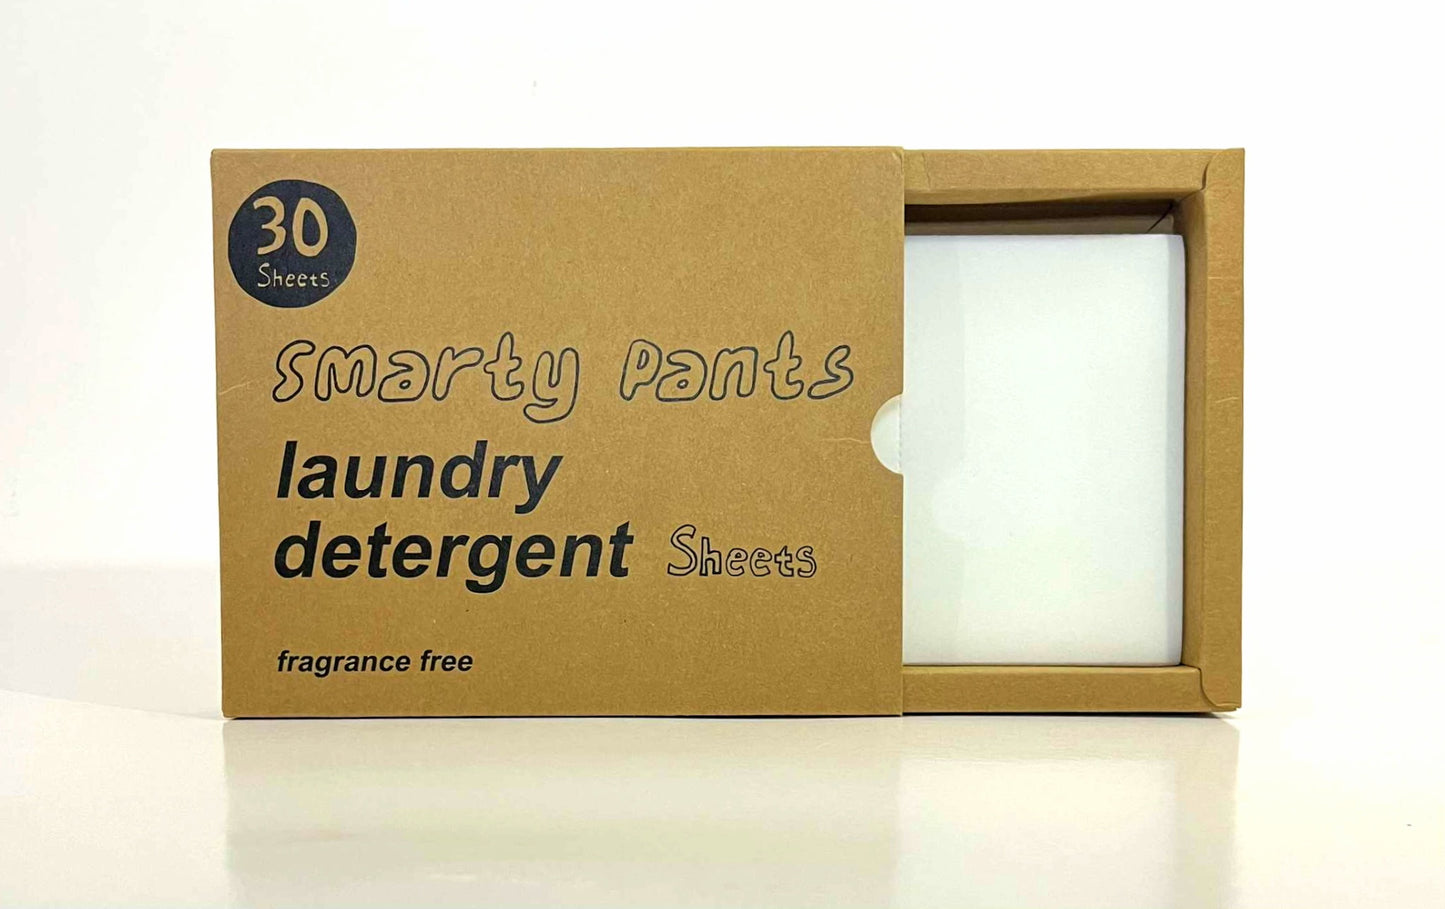 30
Sheets
smarty pants
laundry
detergent Sheets
fragrance free